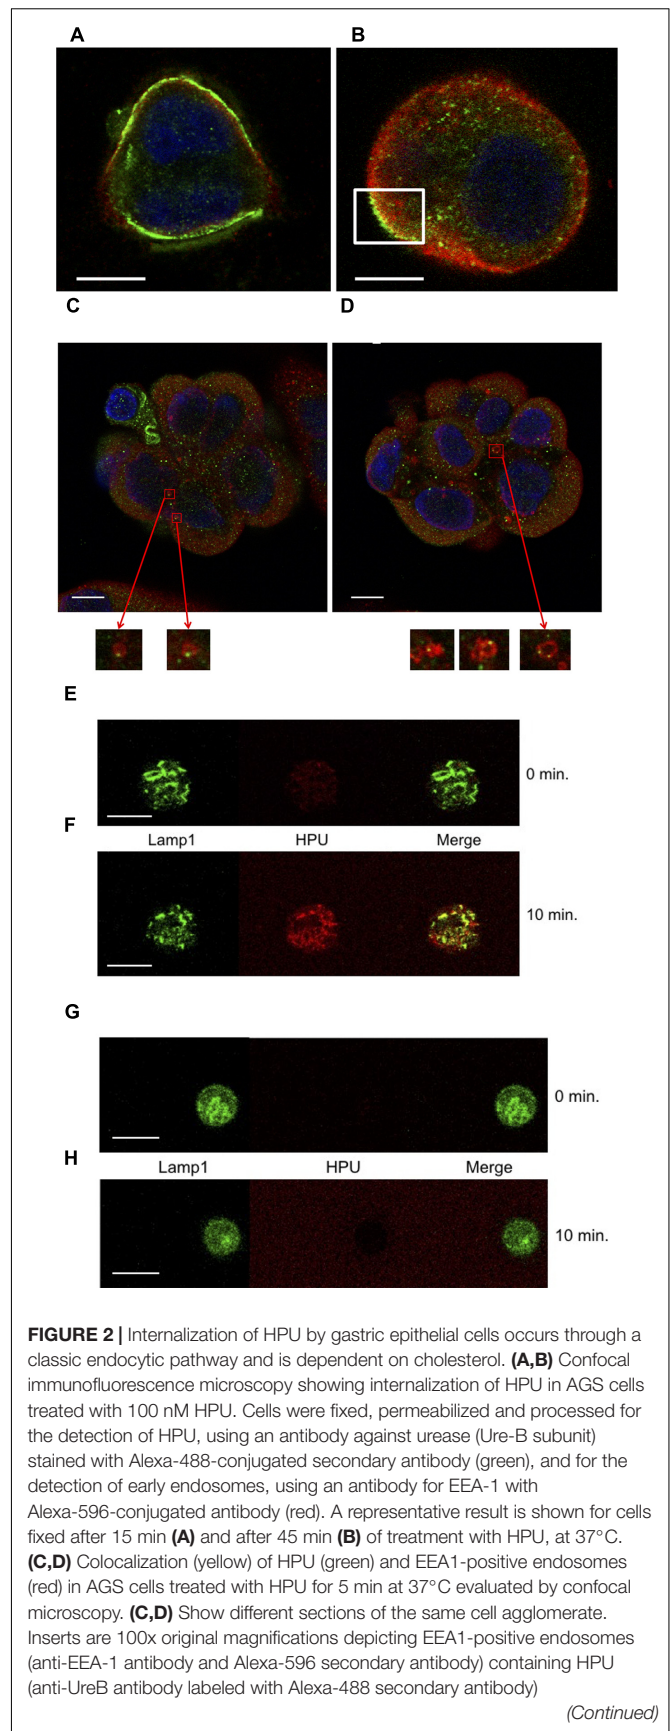 A
B
C
D
E
0 min.
F
Lamp1 HPU Merge
10 min.
G
0 min.
H
Lamp1 HPU Merge
10 min.
FIGURE 2 | Internalization of HPU by gastric epithelial cells occurs through a
classic endocytic pathway and is dependent on cholesterol. (A,B) Confocal
immunofluorescence microscopy showing internalization of HPU in AGS cells
treated with 100 nM HPU. Cells were fixed, permeabilized and processed for
the detection of HPU, using an antibody against urease (Ure-B subunit)
stained with Alexa-488-conjugated secondary antibody (green), and for the
detection of early endosomes, using an antibody for EEA-1 with
Alexa-596-conjugated antibody (red). A representative result is shown for cells
fixed after 15 min (A) and after 45 min (B) of treatment with HPU, at 37°C.
(C,D) Colocalization (yellow) of HPU (green) and EEA1-positive endosomes
(red) in AGS cells treated with HPU for 5 min at 37°C evaluated by confocal
microscopy. (C,D) Show different sections of the same cell agglomerate.
Inserts are 100x original magnifications depicting EEA1-positive endosomes
(anti-EEA-1 antibody and Alexa-596 secondary antibody) containing HPU
(anti-UreB antibody labeled with Alexa-488 secondary antibody)
(Continued)